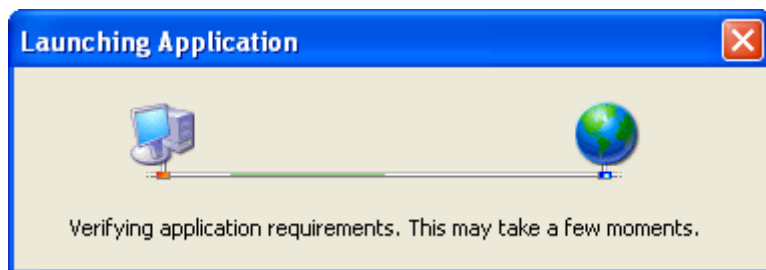 Launching Application
Verifying application requirements. This may take a few moments.